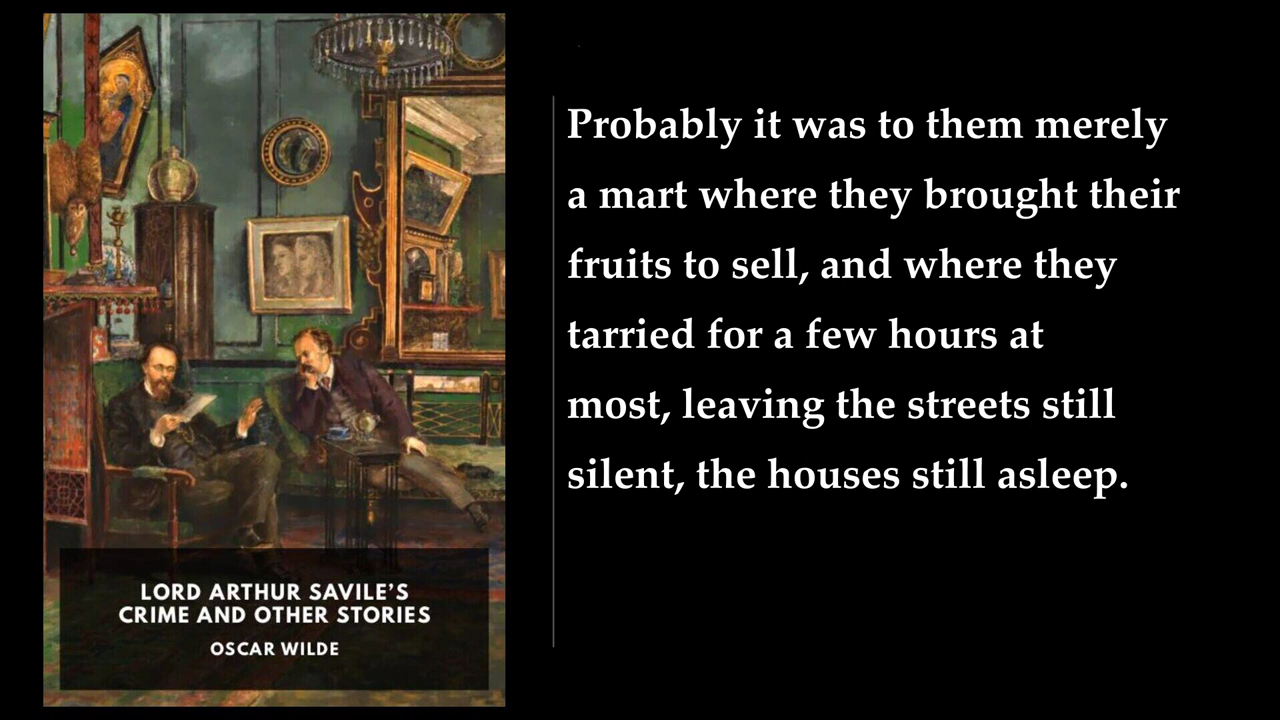 Probably it was to them merely
a mart where they brought their
fruits to sell, and where they
tarried for a few hours at
most, leaving the streets still
silent, the houses still asleep.
LORD ARTHUR SAVILE’S
CRIME AND OTHER STORIES
OSCAR WILDE